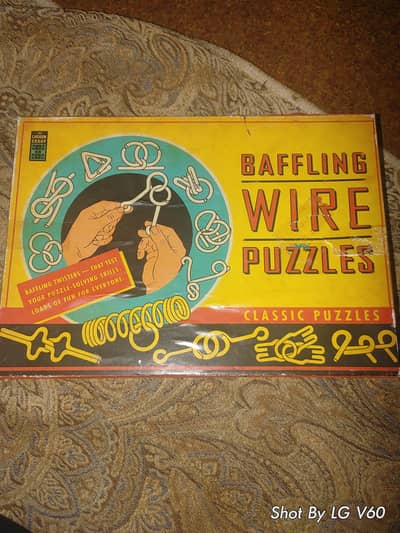 BAFFLING
WIRE
PUZZLES
BAFFLING TWISTERS — THAT TEST
YOUR PUZZLE-SOLVING SKILLS.
LOADS OF FUN FOR EVERYONE.
CLASSIC PUZZLES
Shot By LG V60